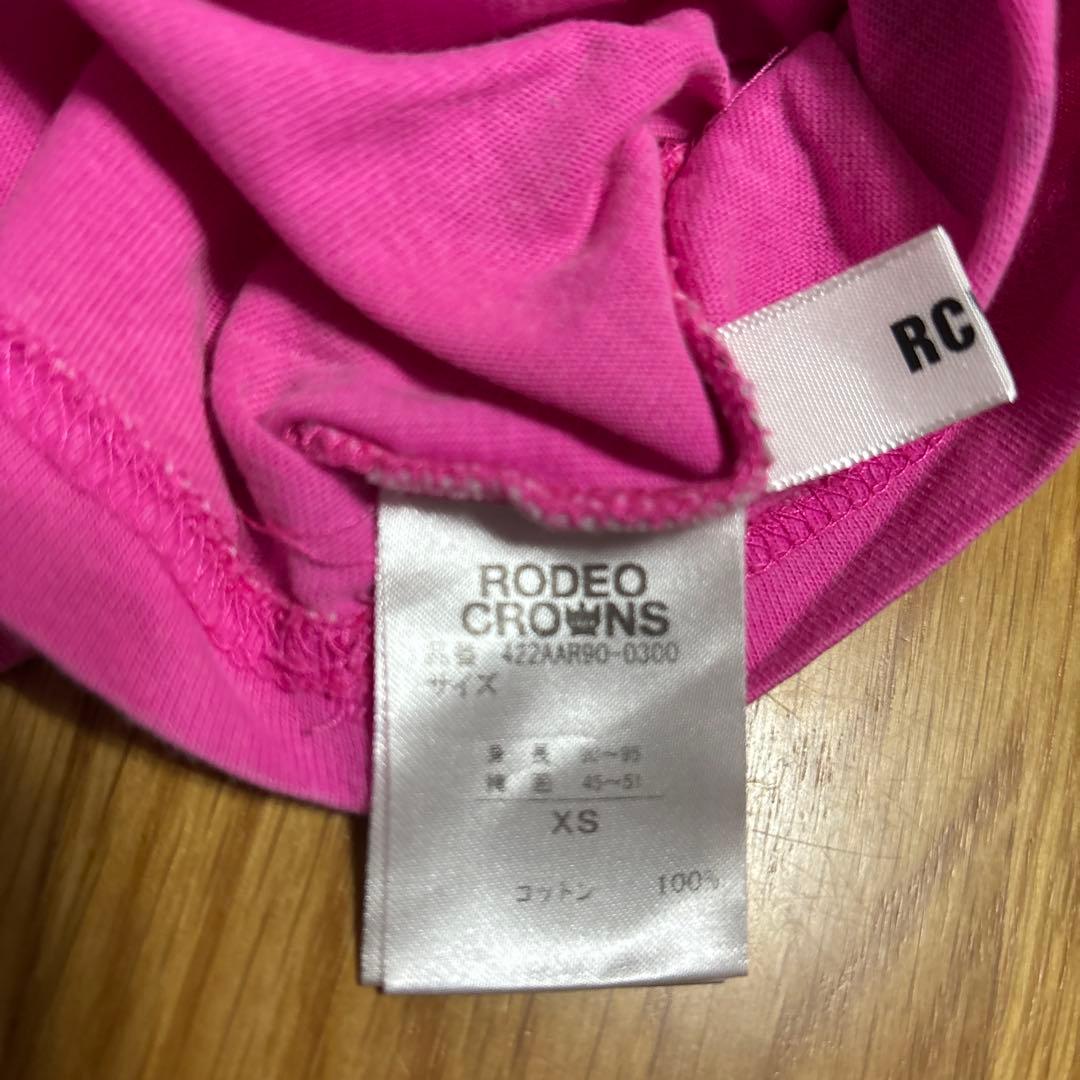 RC
RODEO
CROWNS
品番 422AAR90-0300
サイズ
身長 80〜95
胸囲 45〜51
XS
コットン 100%